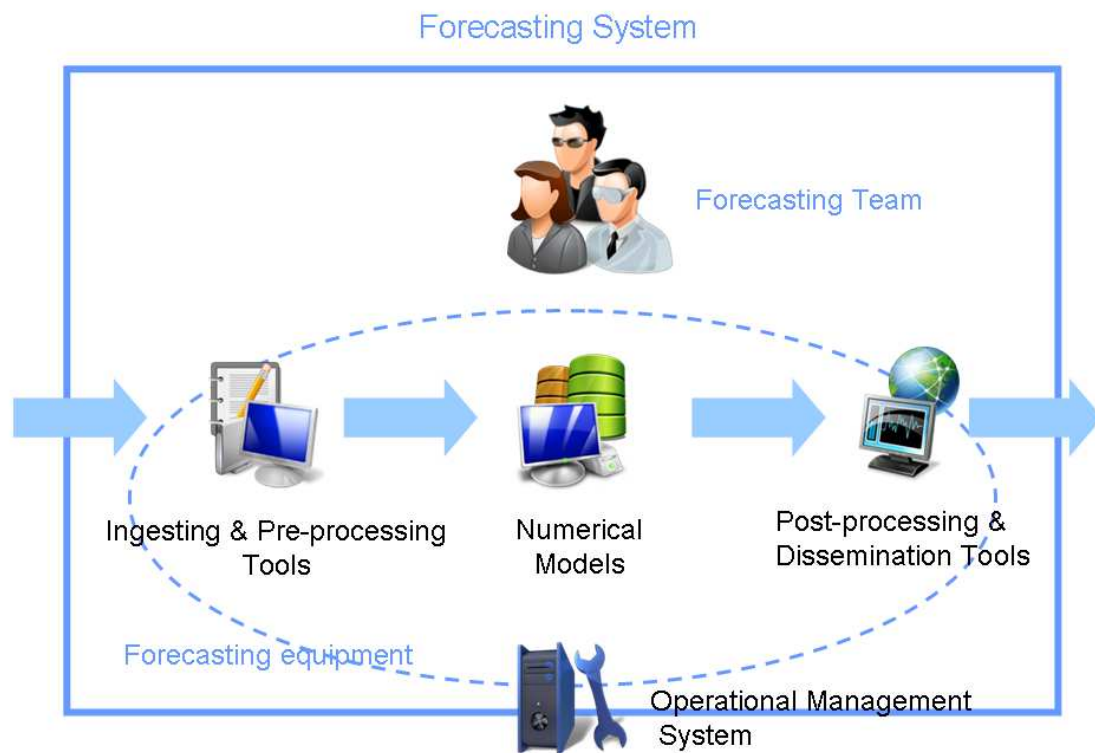 Forecasting System
Forecasting Team
Ingesting & Pre-processing
Tools
Numerical
Models
Post-processing &
Dissemination Tools
Forecasting equipment
Operational Management
System